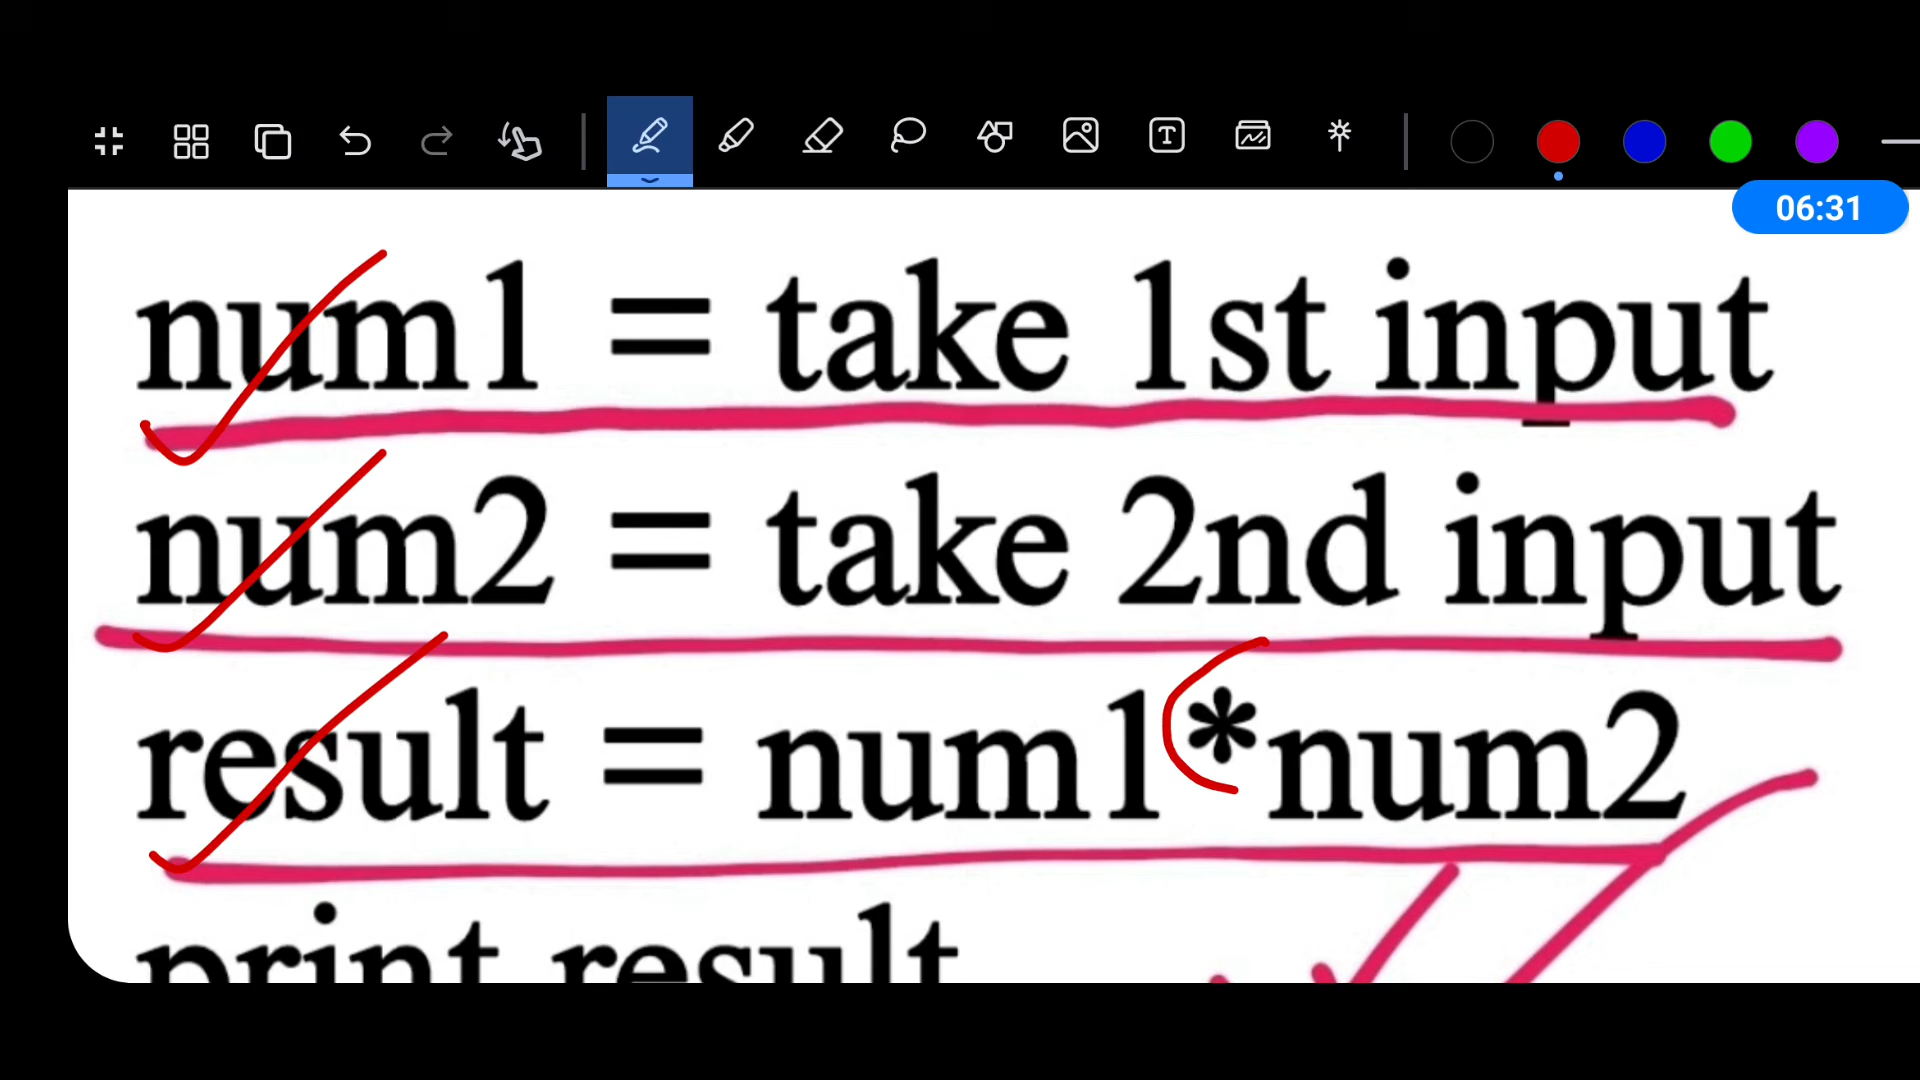 06:31
num1 = take 1st input
num2 = take 2nd input
result = num1*num2
print result